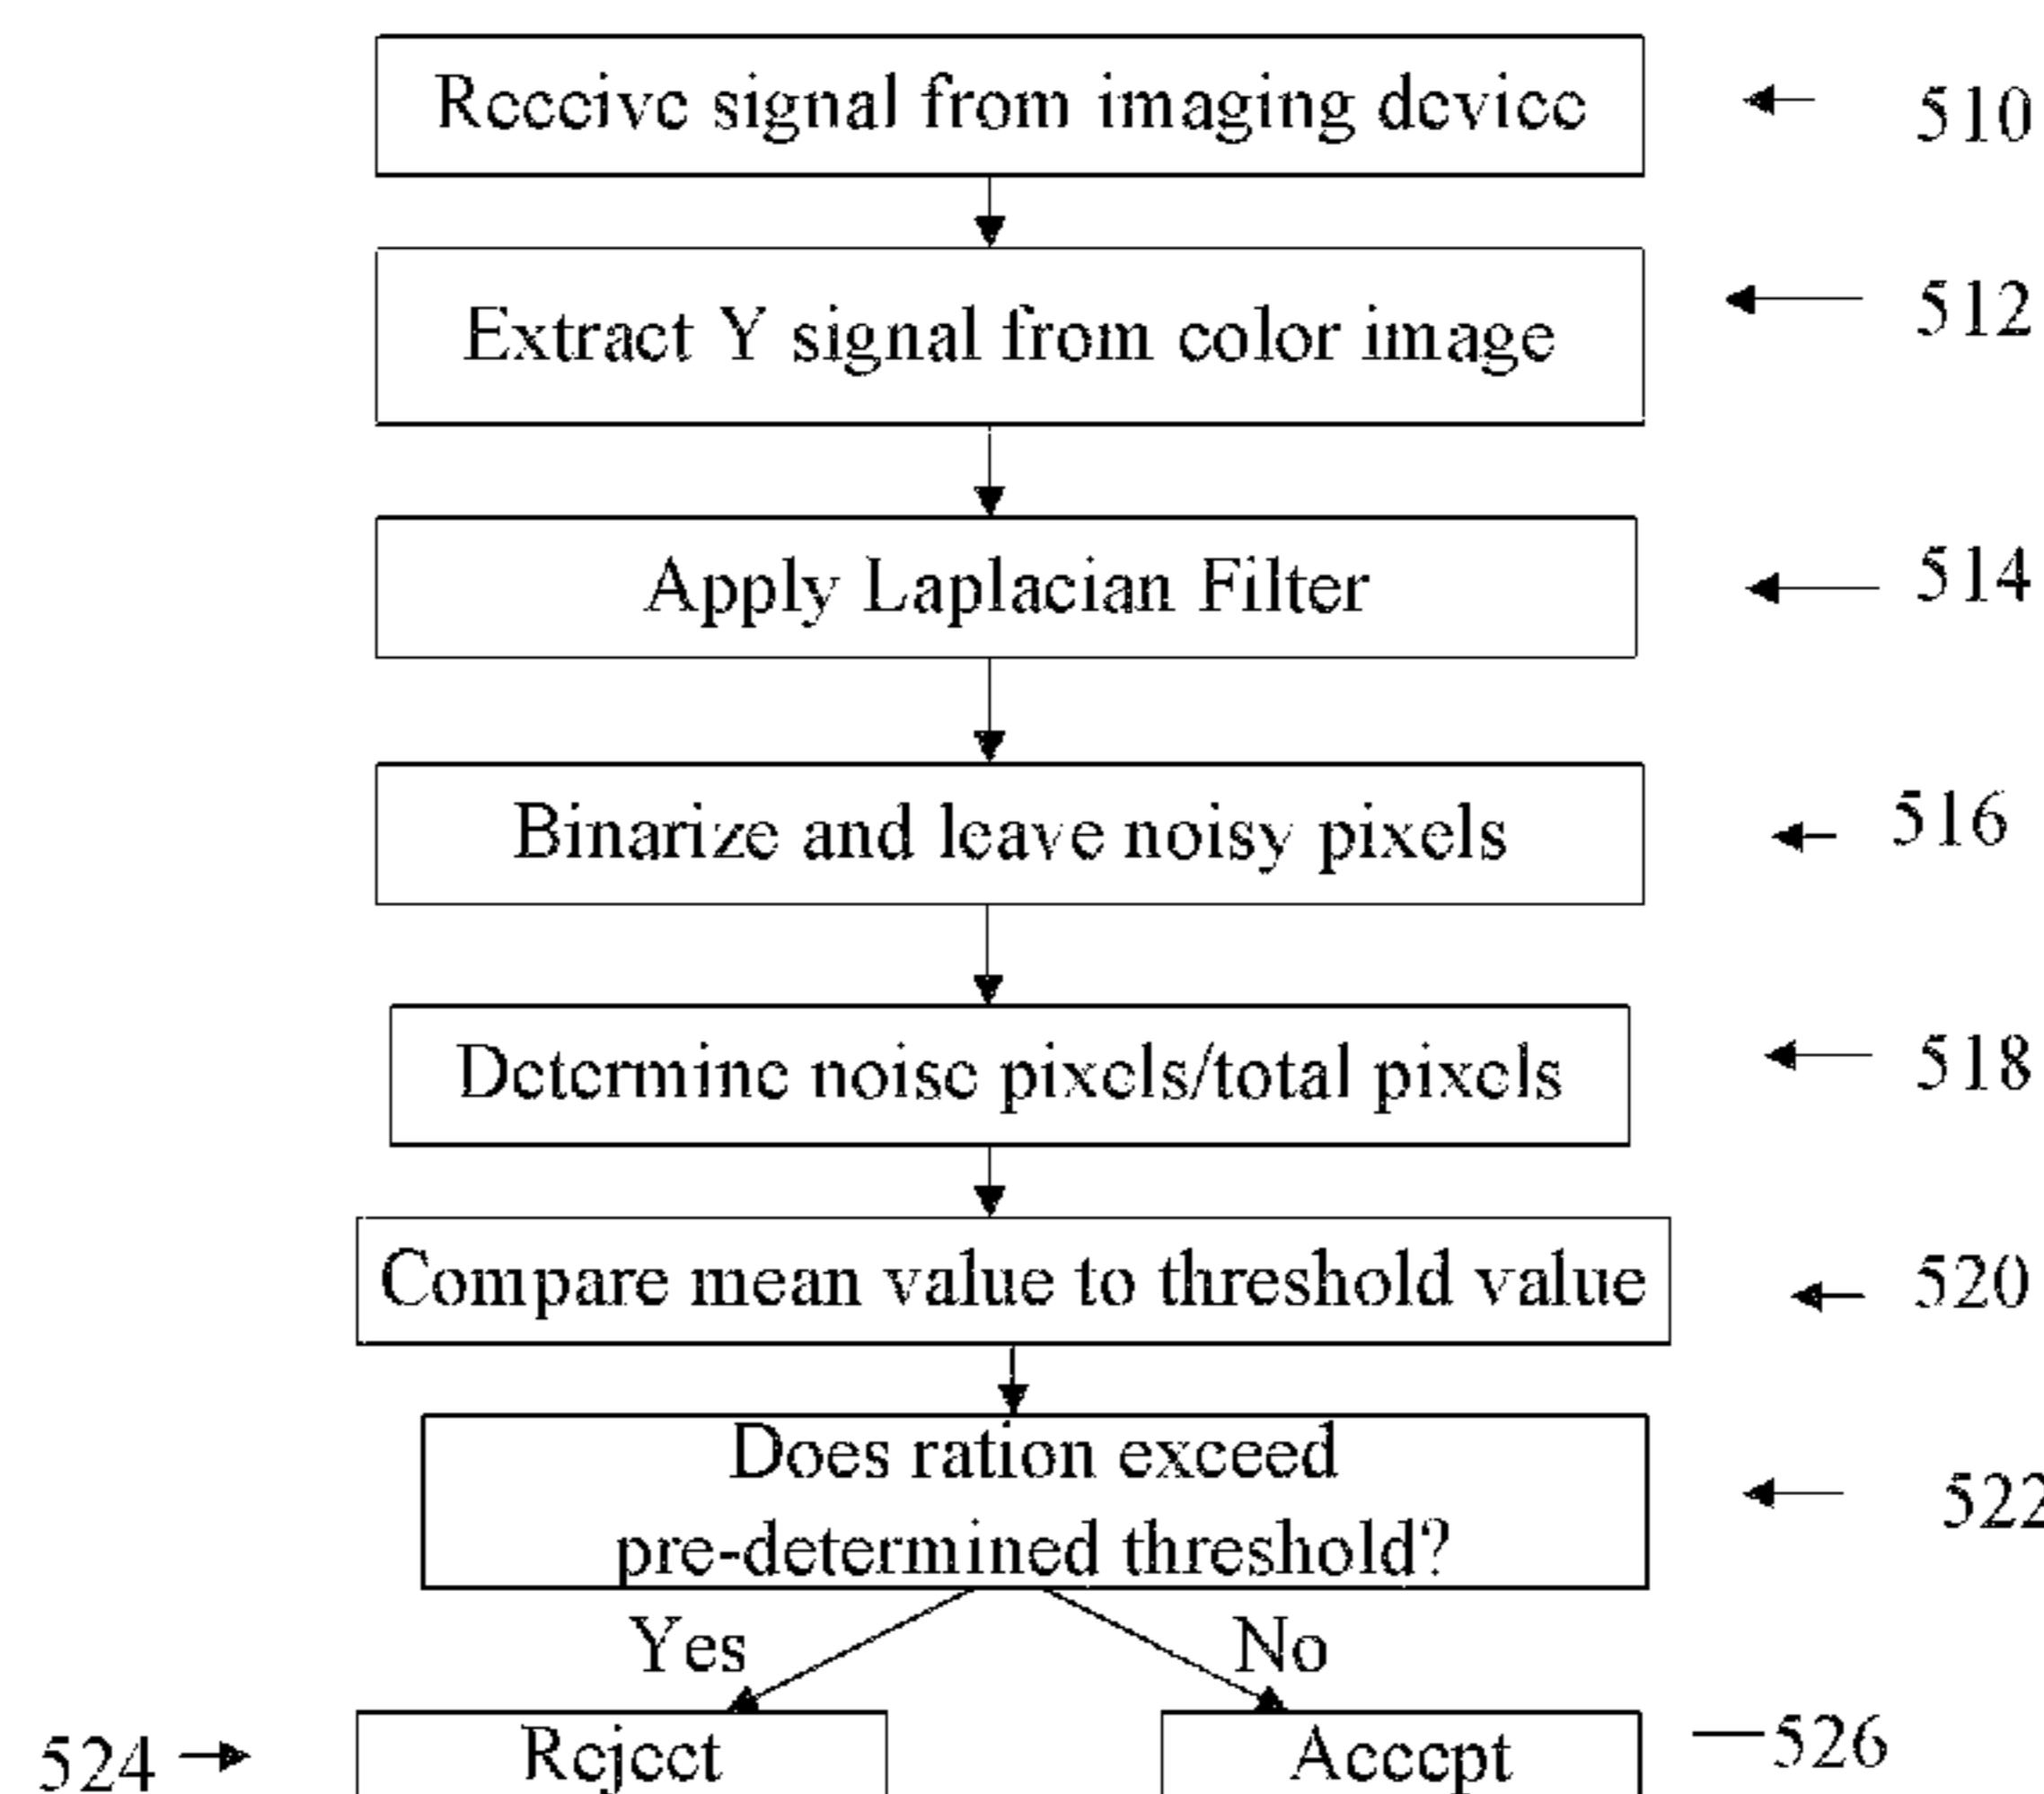 Receive signal from imaging device
510
Extract Y signal from color image
512
Apply Laplacian Filter
514
Binarize and leave noisy pixels
516
Determine noise pixels/total pixels
518
Compare mean value to threshold value
520
Does ration exceed
pre-determined threshold?
522
Yes
No
524
Reject
Accept
526